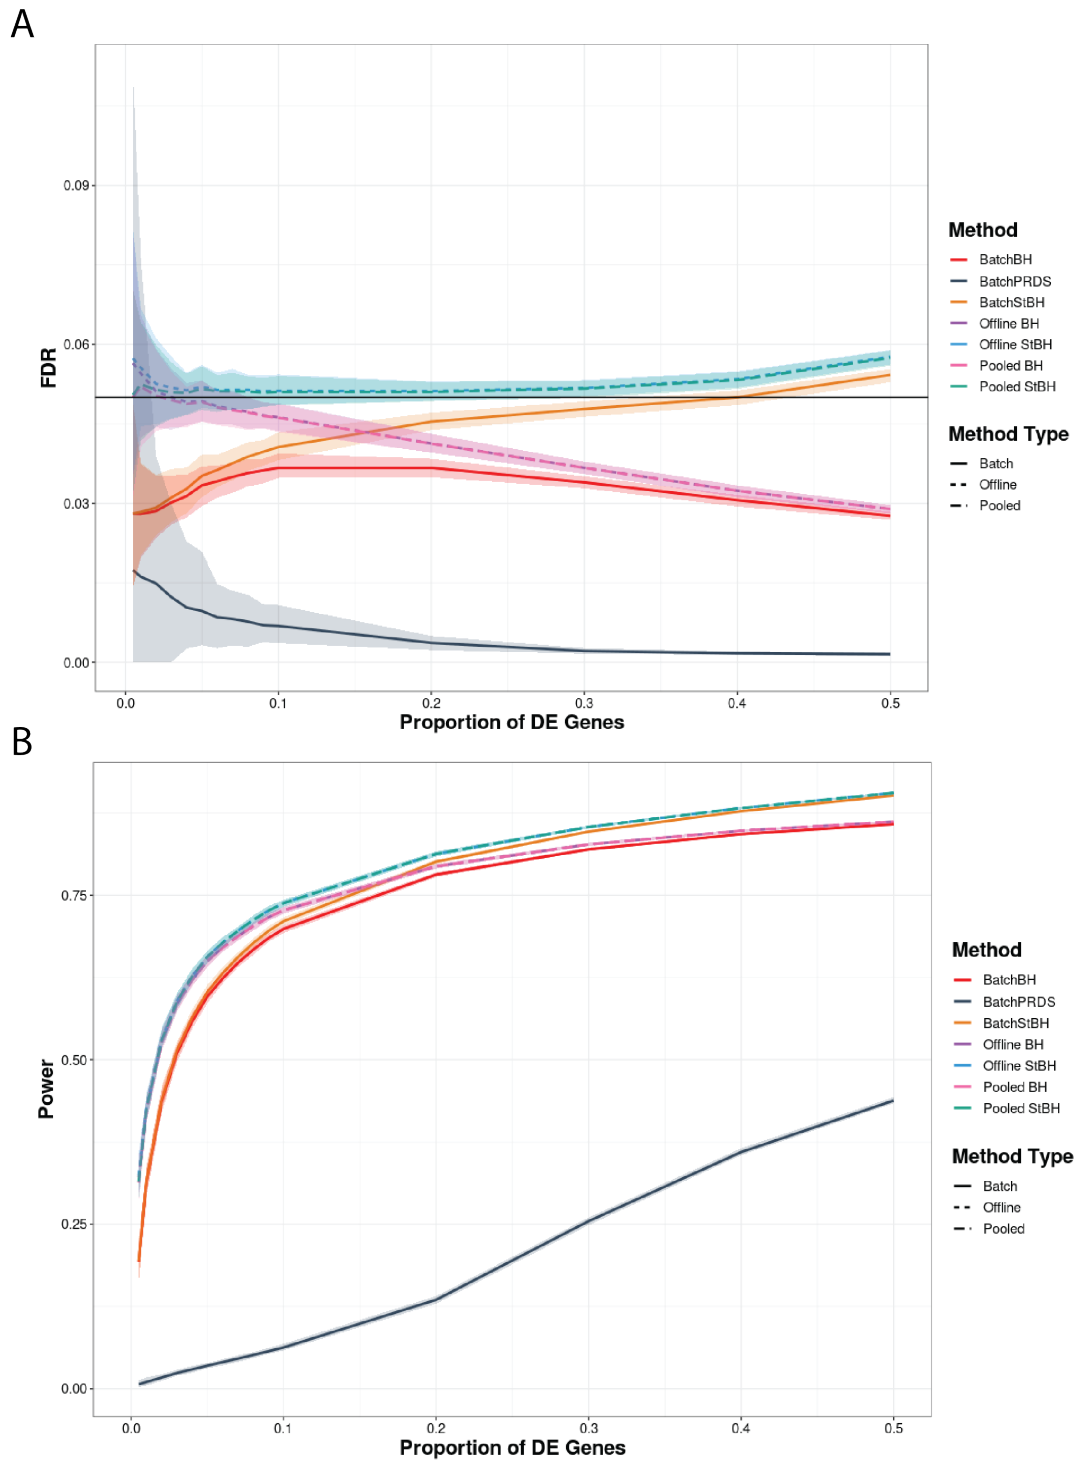 A
FDR
0.09
0.06
0.03
0.00
0.0 0.1 0.2 0.3 0.4 0.5
Proportion of DE Genes
Method
BatchBH
BatchPRDS
BatchStBH
Offline BH
Offline StBH
Pooled BH
Pooled StBH
Method Type
Batch
Offline
Pooled
B
Power
0.75
0.50
0.25
0.00
0.0 0.1 0.2 0.3 0.4 0.5
Proportion of DE Genes
Method
BatchBH
BatchPRDS
BatchStBH
Offline BH
Offline StBH
Pooled BH
Pooled StBH
Method Type
Batch
Offline
Pooled